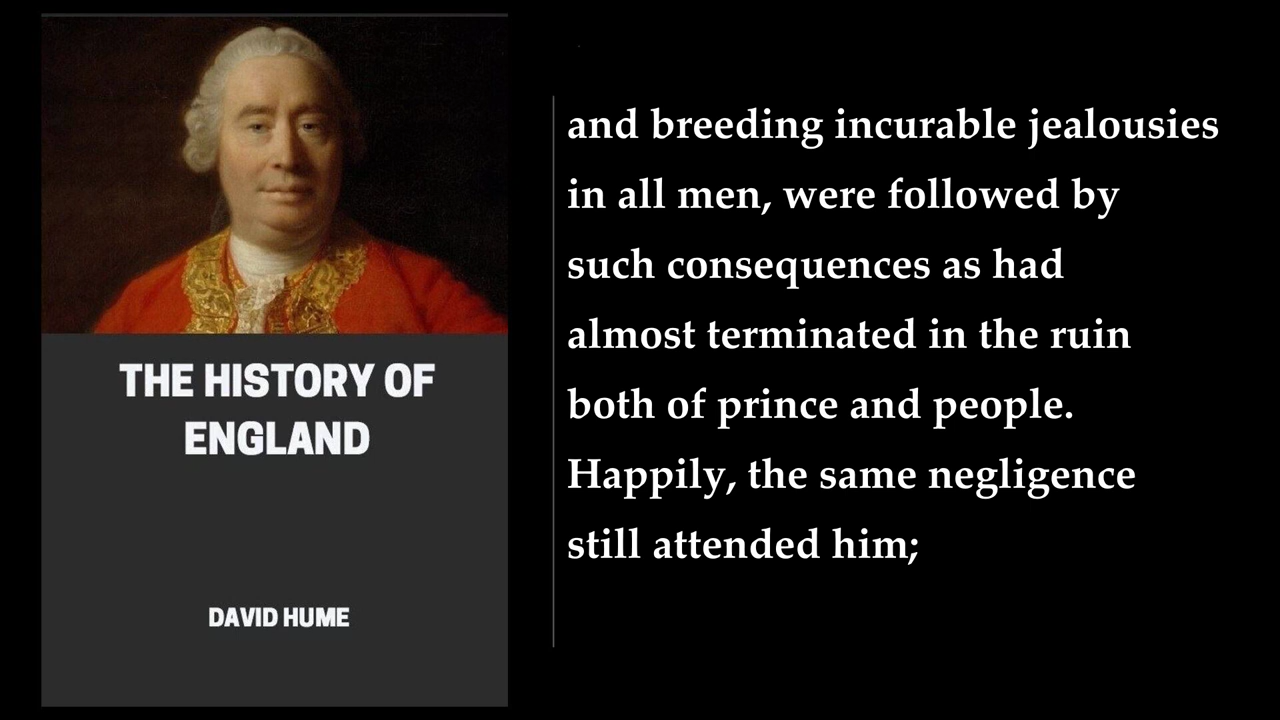 THE HISTORY OF
ENGLAND
DAVID HUME
and breeding incurable jealousies
in all men, were followed by
such consequences as had
almost terminated in the ruin
both of prince and people.
Happily, the same negligence
still attended him;